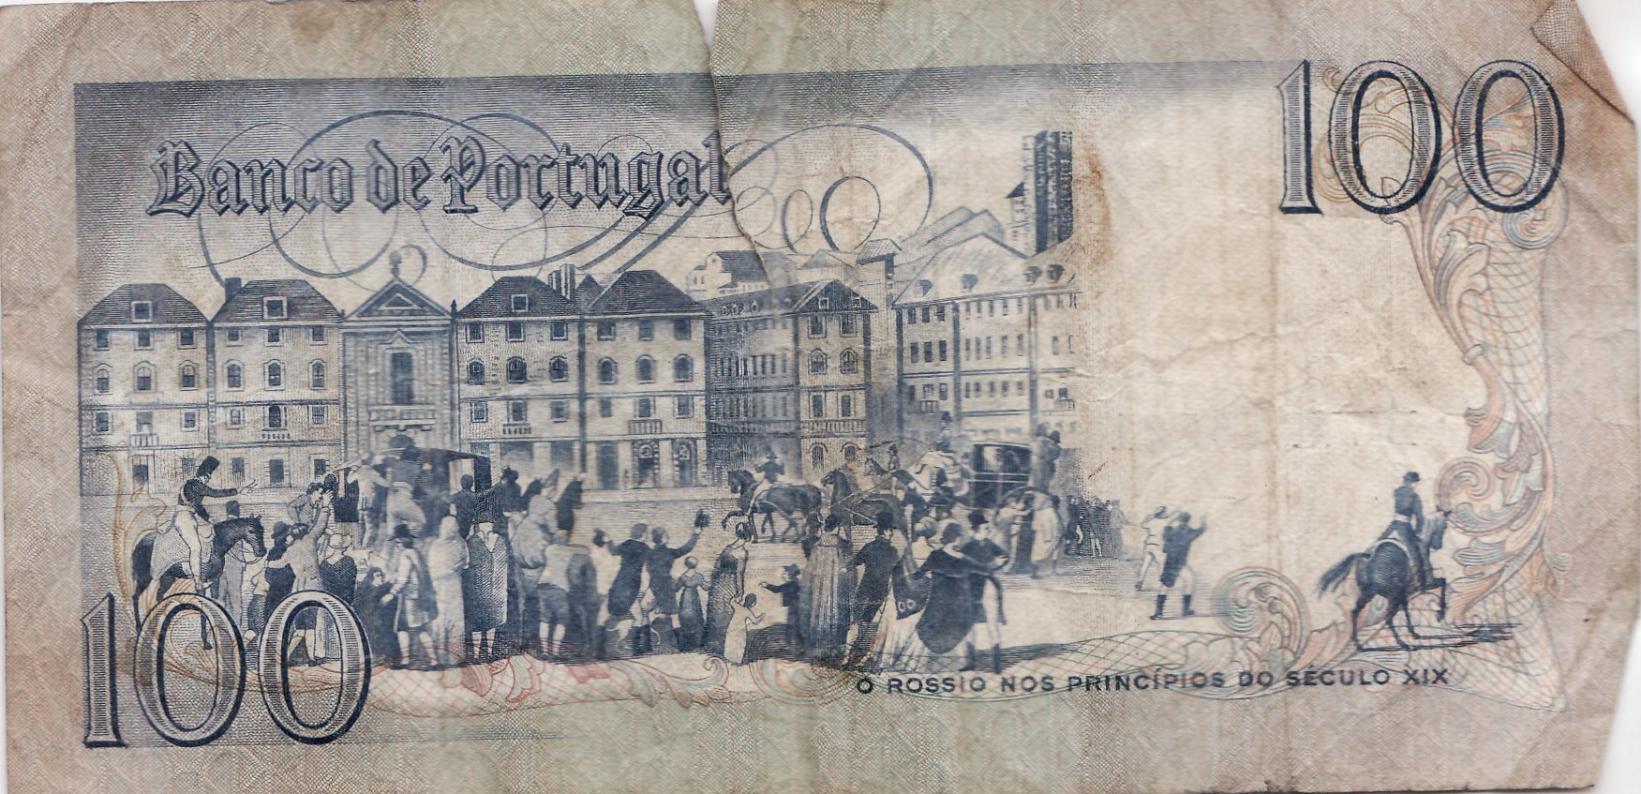 100
Banco de Portugal
100
O ROSSIO NOS PRINCÍPIOS DO SÉCULO XIX